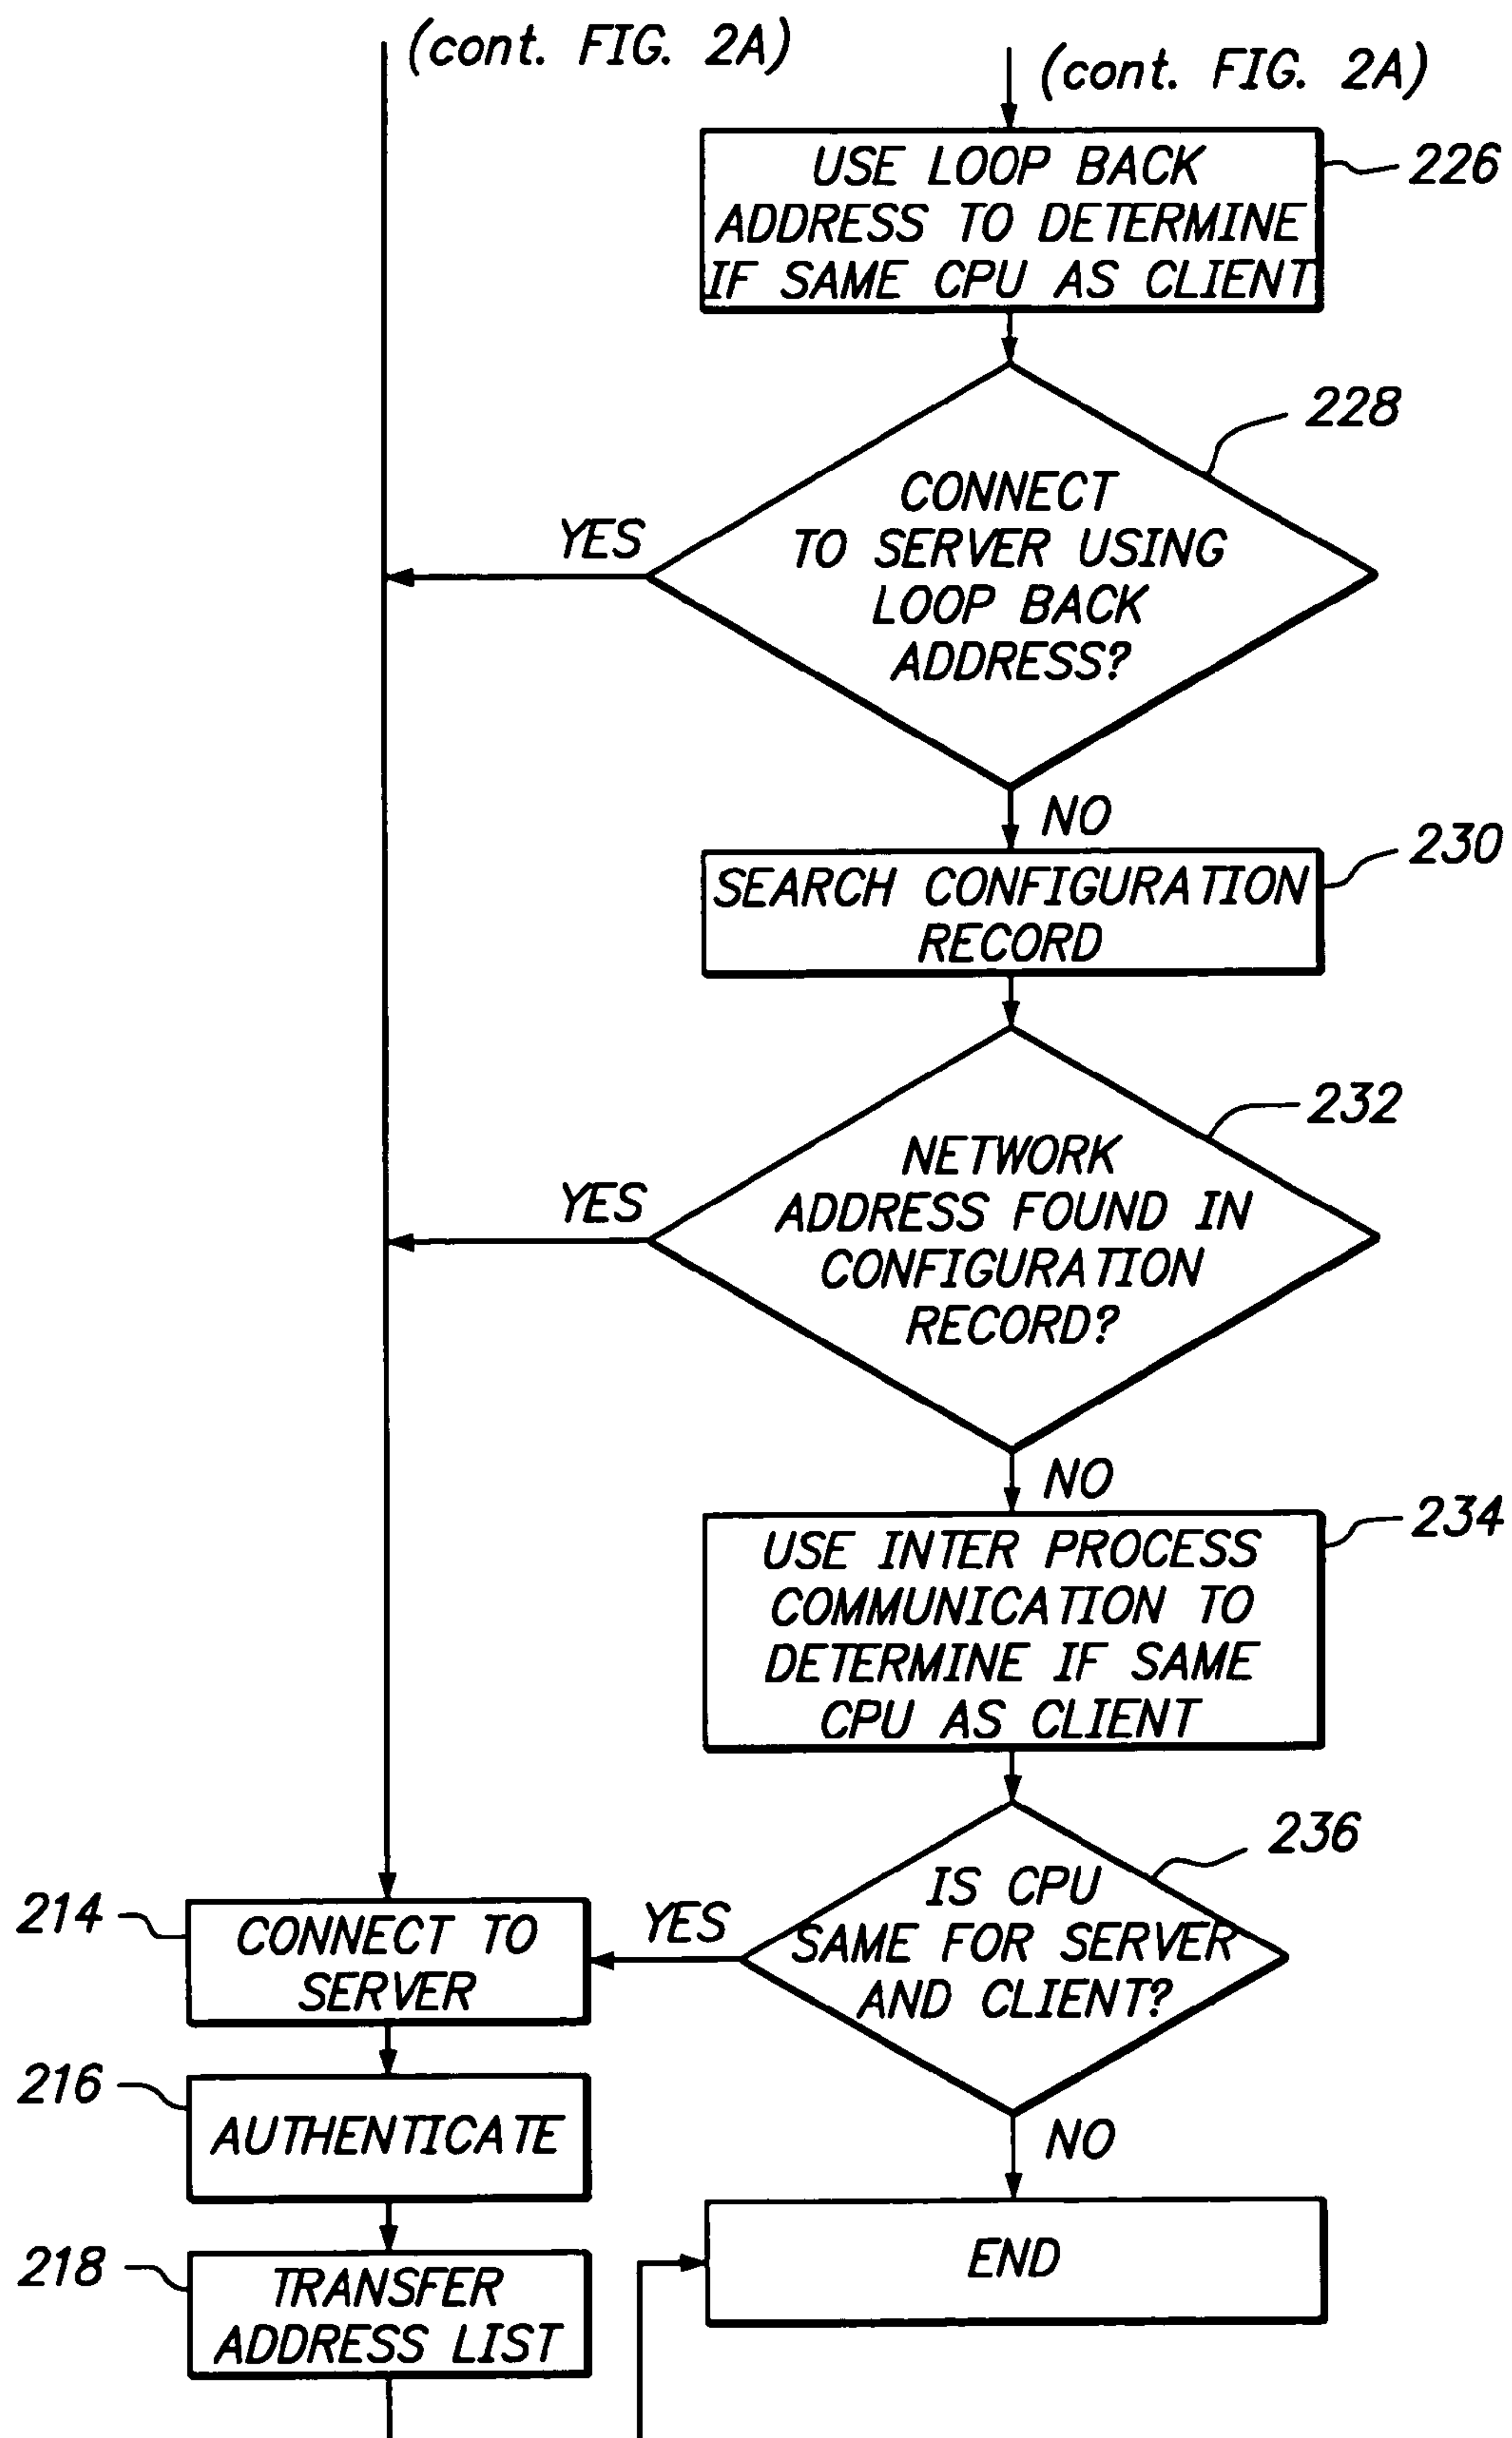 (cont. FIG. 2A)
(cont. FIG. 2A)
USE LOOP BACK
ADDRESS TO DETERMINE
IF SAME CPU AS CLIENT
226
228
CONNECT
TO SERVER USING
LOOP BACK
ADDRESS?
YES
NO
SEARCH CONFIGURATION
RECORD
230
232
NETWORK
ADDRESS FOUND IN
CONFIGURATION
RECORD?
YES
NO
USE INTER PROCESS
COMMUNICATION TO
DETERMINE IF SAME
CPU AS CLIENT
234
236
IS CPU
SAME FOR SERVER
AND CLIENT?
YES
214
CONNECT TO
SERVER
216
AUTHENTICATE
NO
218
TRANSFER
ADDRESS LIST
END